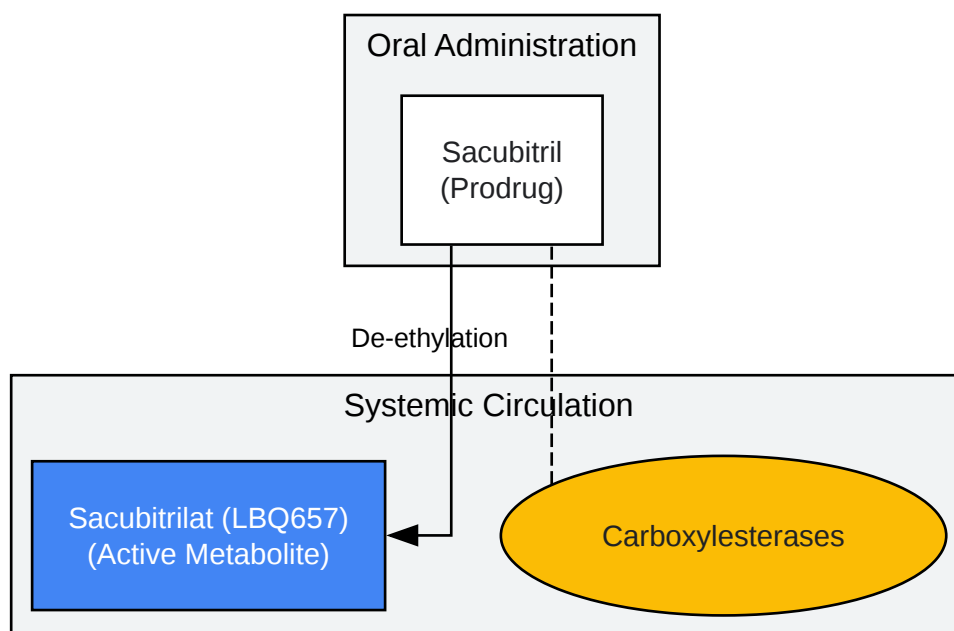 Oral Administration
Sacubitril
(Prodrug)
De-ethylation
Systemic Circulation
Sacubitrilat (LBQ657)
(Active Metabolite)
Carboxylesterases